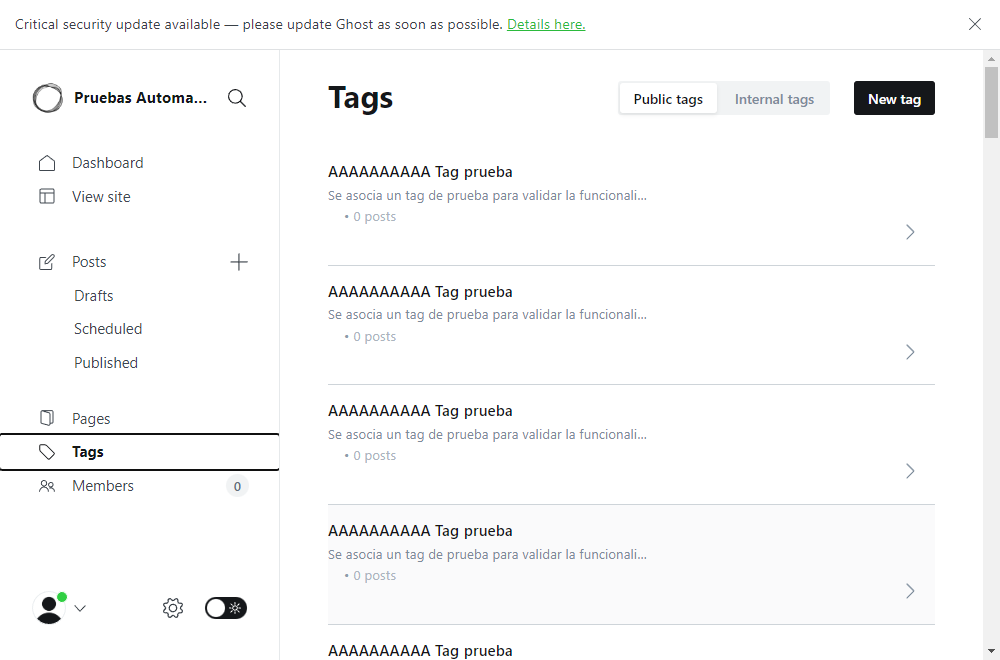 Critical security update available — please update Ghost as soon as possible. Details here.
Pruebas Automa...
Dashboard
View site
Posts
Drafts
Scheduled
Published
Pages
Tags
Members
0
Tags
Public tags
Internal tags
New tag
AAAAAAAAAA Tag prueba
Se asocia un tag de prueba para validar la funcionali...
• 0 posts
AAAAAAAAAA Tag prueba
Se asocia un tag de prueba para validar la funcionali...
• 0 posts
AAAAAAAAAA Tag prueba
Se asocia un tag de prueba para validar la funcionali...
• 0 posts
AAAAAAAAAA Tag prueba
Se asocia un tag de prueba para validar la funcionali...
• 0 posts
AAAAAAAAAA Tag prueba